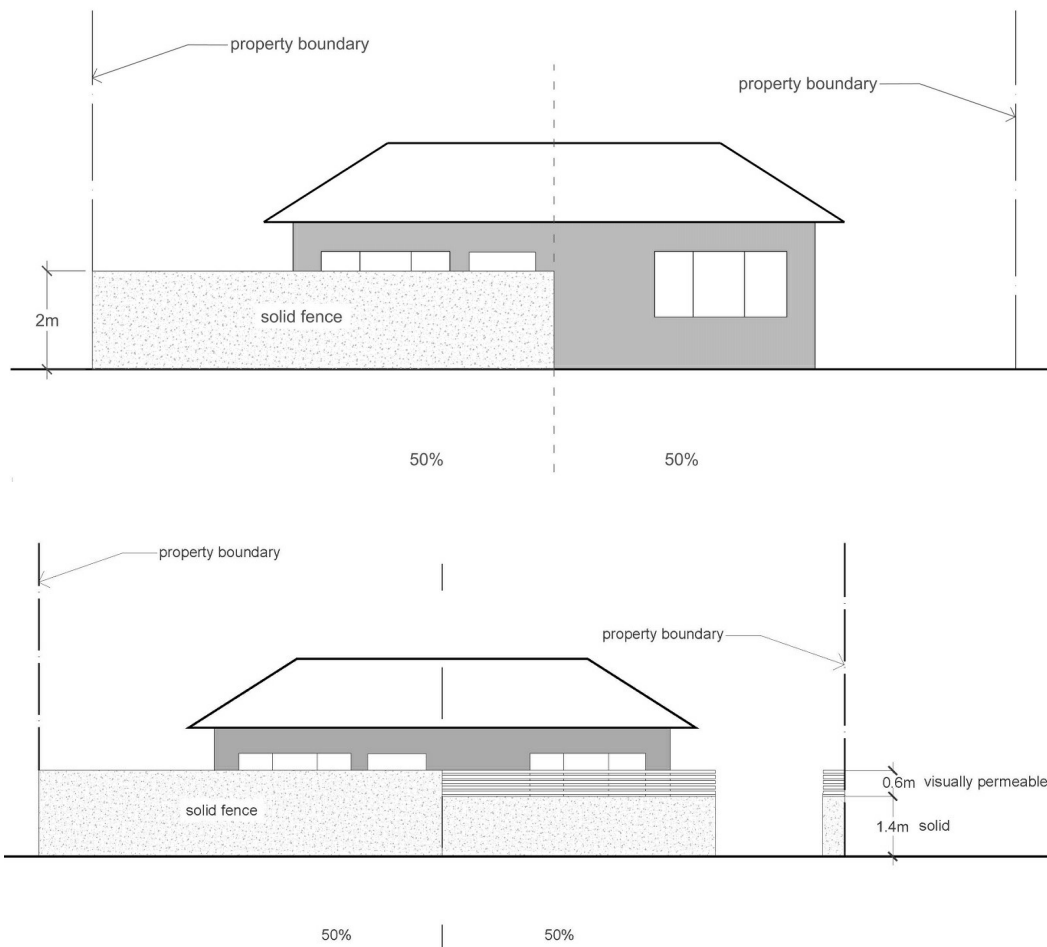 property boundary
property boundary
2m
solid fence
50%
50%
property boundary
property boundary
0.6m visually permeable
solid fence
1.4m solid
50%
50%